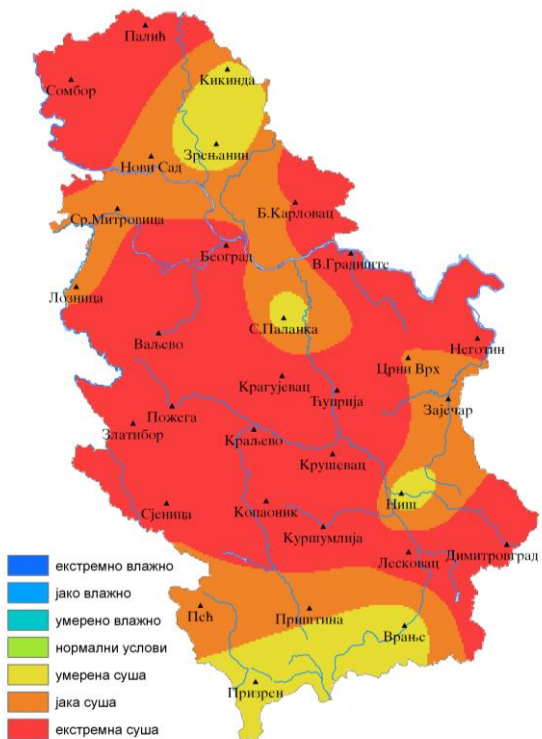 Палић
Сомбор
Кикинда
Зрењанин
Нови Сад
Ср.Митровица
Б.Карловац
Београд
В.Градиште
Лозница
С.Паланка
Ваљево
Неготин
Црни Врх
Крагујевац
Ћуприја
Зајечар
Пожега
Златибор
Краљево
Крушевац
Ниш
Сјеница
Копаоник
Куршумлија
Лесковац
Димитровград
Пећ
Приштина
Врање
Призрен
екстремно влажно
јако влажно
умерено влажно
нормални услови
умерена суша
јака суша
екстремна суша